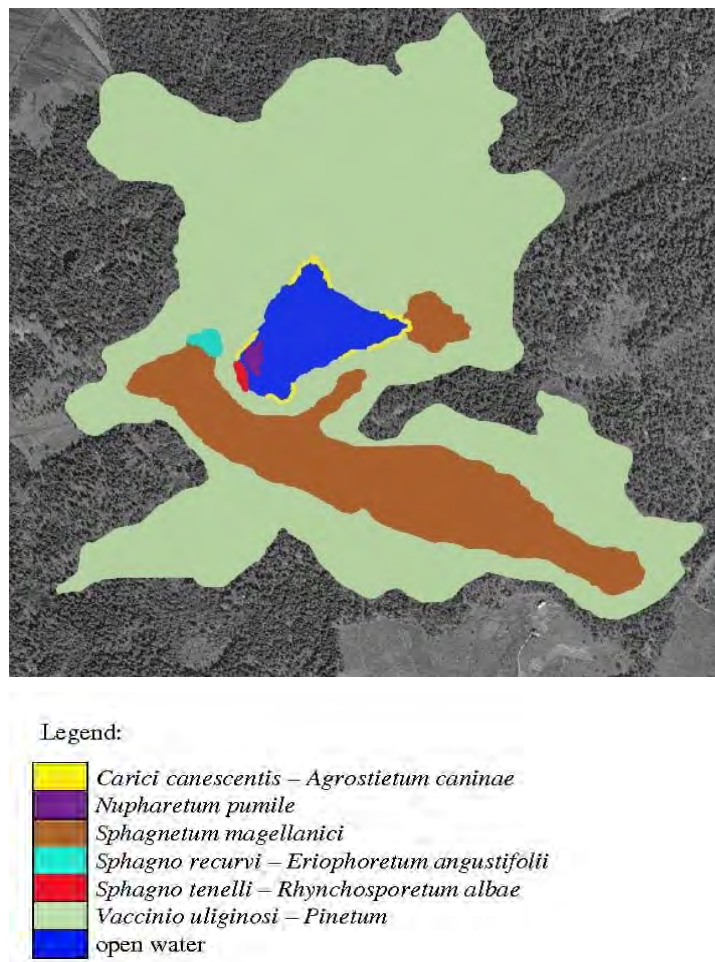 Legend:
Carici canescentis – Agrostietum caninae
Nupharetum pumile
Sphagnetum magellanici
Sphagno recurvi – Eriophoretum angustifolii
Sphagno tenelli – Rhynchosporetum albae
Vaccinio uliginosi – Pinetum
open water